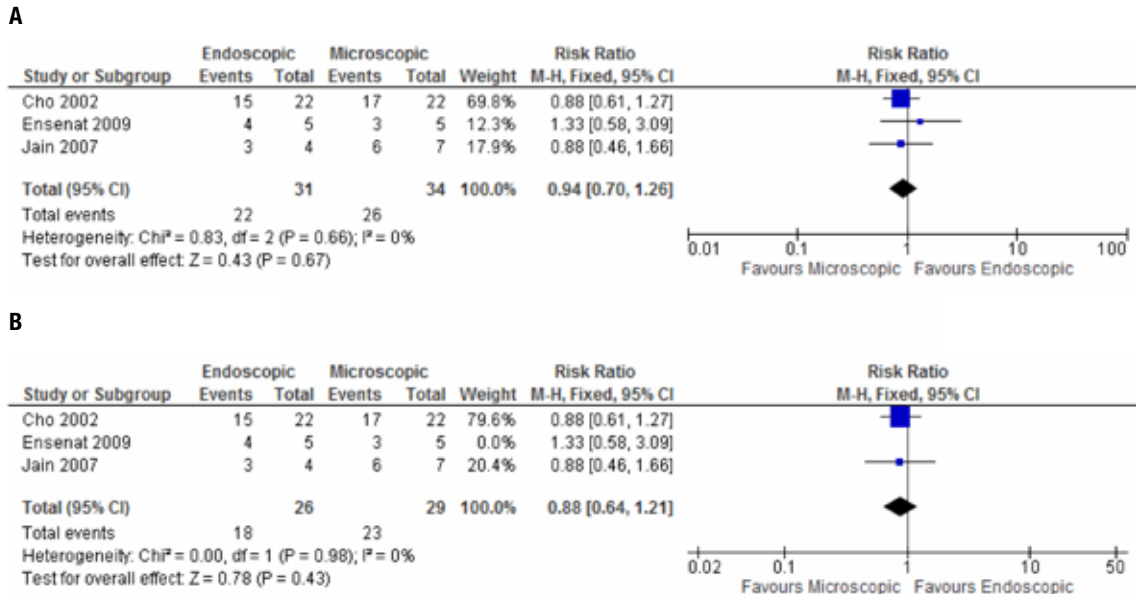 A
Endoscopic Microscopic Risk Ratio Risk Ratio
Study or Subgroup Events Total Events Total Weight M-H, Fixed, 95% CI M-H, Fixed, 95% CI
Cho 2002 15 22 17 22 69.8% 0.88 [0.61, 1.27]
Ensenat 2009 4 5 3 5 12.3% 1.33 [0.58, 3.09]
Jain 2007 3 4 6 7 17.9% 0.88 [0.46, 1.66]
Total (95% CI) 31 34 100.0% 0.94 [0.70, 1.26]
Total events 22 26
Heterogeneity: Chi² = 0.83, df = 2 (P = 0.66); I² = 0%
Test for overall effect: Z = 0.43 (P = 0.67)
0.01 0.1 1 10 100
Favours Microscopic Favours Endoscopic
B
Endoscopic Microscopic Risk Ratio Risk Ratio
Study or Subgroup Events Total Events Total Weight M-H, Fixed, 95% CI M-H, Fixed, 95% CI
Cho 2002 15 22 17 22 79.6% 0.88 [0.61, 1.27]
Ensenat 2009 4 5 3 5 0.0% 1.33 [0.58, 3.09]
Jain 2007 3 4 6 7 20.4% 0.88 [0.46, 1.66]
Total (95% CI) 26 29 100.0% 0.88 [0.64, 1.21]
Total events 18 23
Heterogeneity: Chi² = 0.00, df = 1 (P = 0.98); I² = 0%
Test for overall effect: Z = 0.78 (P = 0.43)
0.02 0.1 1 10 50
Favours Microscopic Favours Endoscopic